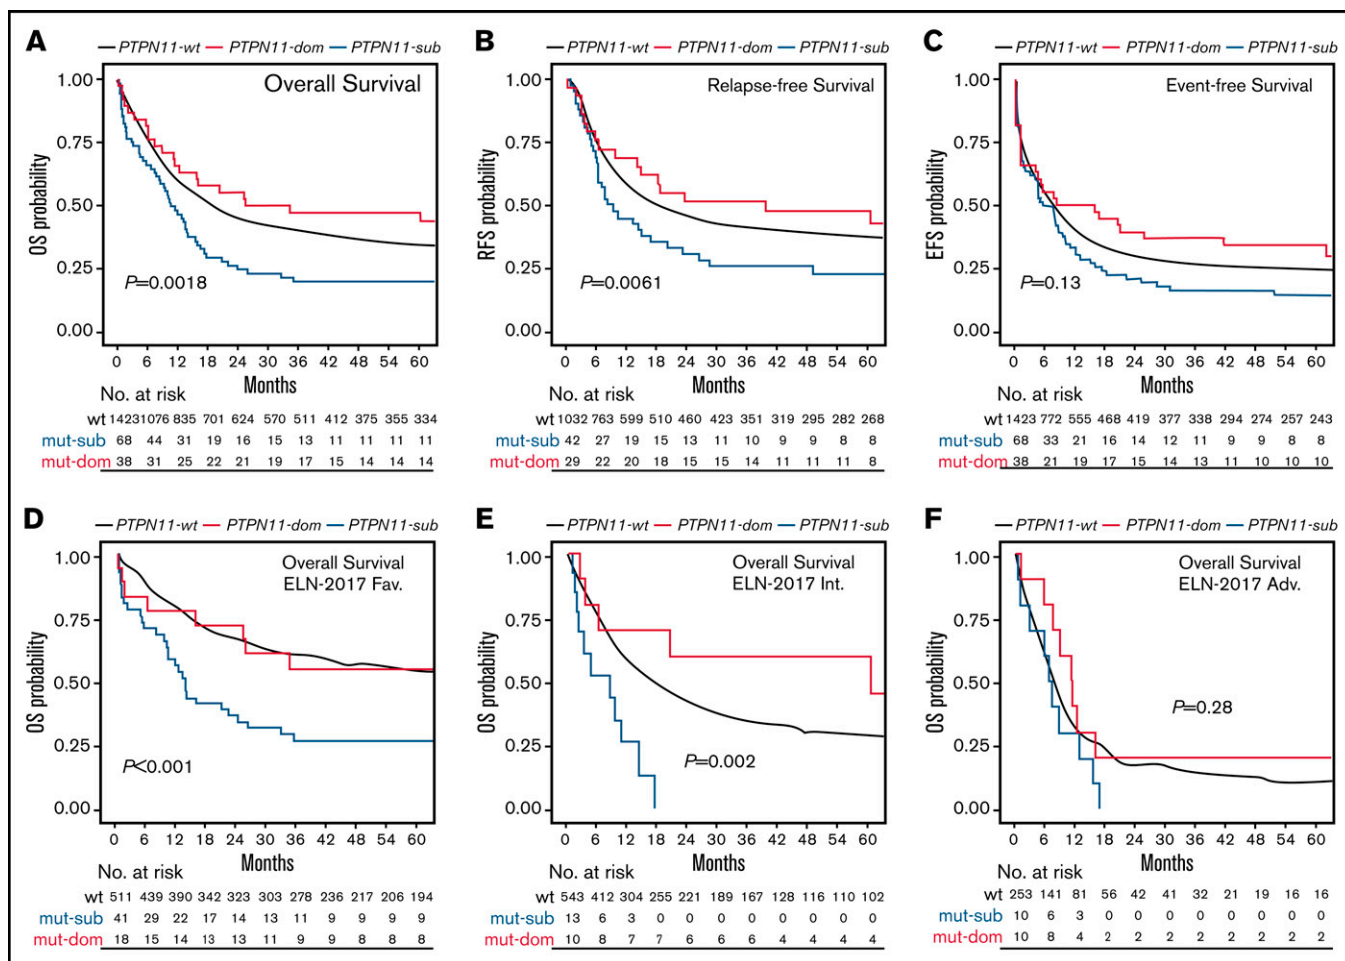 A
PTPN11-wt PTPN11-dom PTPN11-sub
Overall Survival
OS probability
1.00
0.75
0.50
0.25
0.00
P=0.0018
0 6 12 18 24 30 36 42 48 54 60
Months
No. at risk
wt 1423 1076 835 701 624 570 511 412 375 355 334
mut-sub 68 44 31 19 16 15 13 11 11 11 11
mut-dom 38 31 25 22 21 19 17 15 14 14 14
B
PTPN11-wt PTPN11-dom PTPN11-sub
Relapse-free Survival
RFS probability
1.00
0.75
0.50
0.25
0.00
P=0.0061
0 6 12 18 24 30 36 42 48 54 60
Months
No. at risk
wt 1032 763 599 510 460 423 351 319 295 282 268
mut-sub 42 27 19 15 13 11 10 9 9 8 8
mut-dom 29 22 20 18 15 15 14 11 11 11 8
C
PTPN11-wt PTPN11-dom PTPN11-sub
Event-free Survival
EFS probability
1.00
0.75
0.50
0.25
0.00
P=0.13
0 6 12 18 24 30 36 42 48 54 60
Months
No. at risk
wt 1423 772 555 468 419 377 338 294 274 257 243
mut-sub 68 33 21 16 14 12 11 9 9 8 8
mut-dom 38 21 19 17 15 14 13 11 10 10 10
D
PTPN11-wt PTPN11-dom PTPN11-sub
Overall Survival
ELN-2017 Fav.
OS probability
1.00
0.75
0.50
0.25
0.00
P<0.001
0 6 12 18 24 30 36 42 48 54 60
Months
No. at risk
wt 511 439 390 342 323 303 278 236 217 206 194
mut-sub 41 29 22 17 14 13 11 9 9 9 9
mut-dom 18 15 14 13 13 11 9 9 8 8 8
E
PTPN11-wt PTPN11-dom PTPN11-sub
Overall Survival
ELN-2017 Int.
OS probability
1.00
0.75
0.50
0.25
0.00
P=0.002
0 6 12 18 24 30 36 42 48 54 60
Months
No. at risk
wt 543 412 304 255 221 189 167 128 116 110 102
mut-sub 13 6 3 0 0 0 0 0 0 0 0
mut-dom 10 8 7 7 6 6 6 4 4 4 4
F
PTPN11-wt PTPN11-dom PTPN11-sub
Overall Survival
ELN-2017 Adv.
OS probability
1.00
0.75
0.50
0.25
0.00
P=0.28
0 6 12 18 24 30 36 42 48 54 60
Months
No. at risk
wt 253 141 81 56 42 41 32 21 19 16 16
mut-sub 10 6 3 0 0 0 0 0 0 0 0
mut-dom 10 8 4 2 2 2 2 2 2 2 2